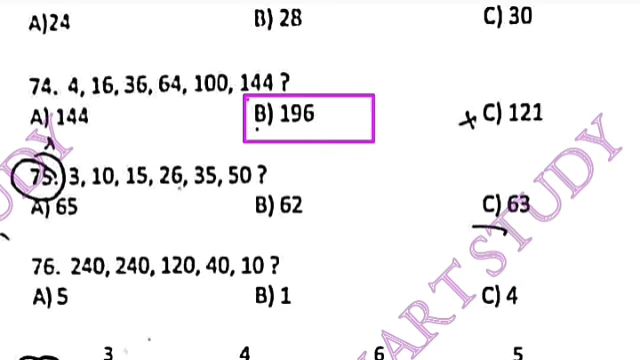 A)24 B) 28 C) 30
74. 4, 16, 36, 64, 100, 144 ?
A) 144 B) 196 C) 121
75. 3, 10, 15, 26, 35, 50 ?
A) 65 B) 62 C) 63
76. 240, 240, 120, 40, 10 ?
A) 5 B) 1 C) 4
3 4 6 5
ART STUDY